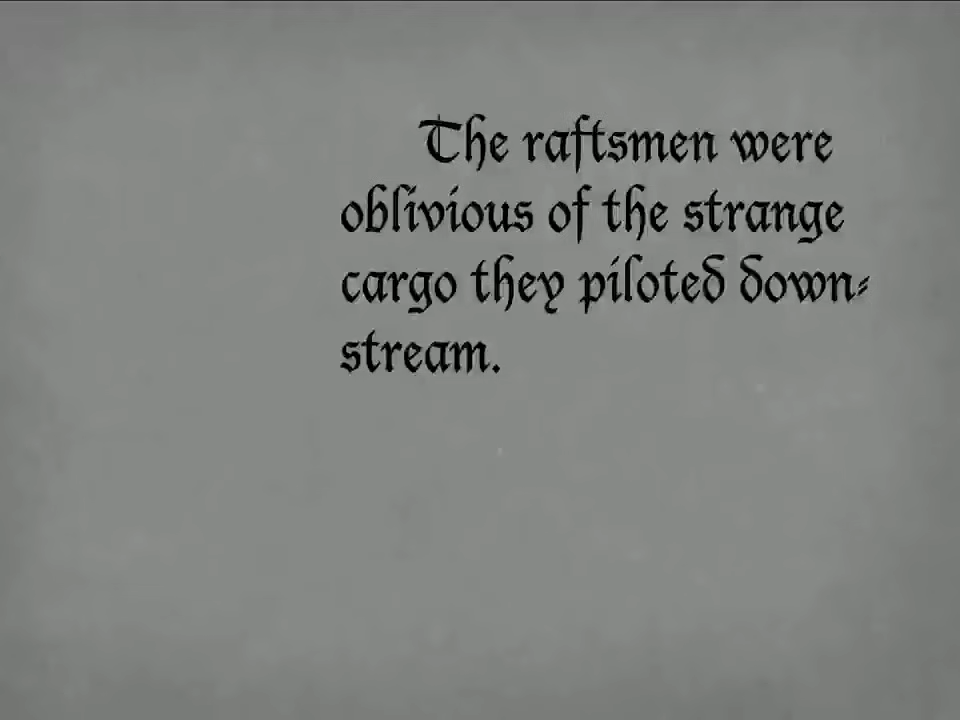 The raftsmen were
oblivious of the strange
cargo they piloted down-
stream.